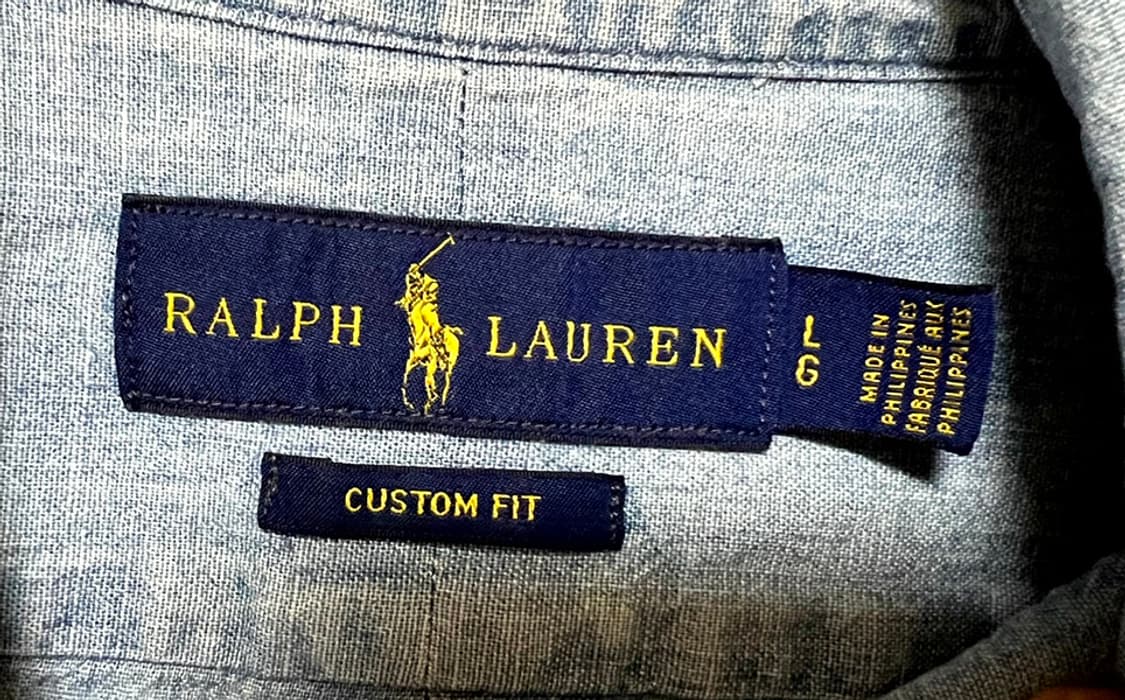 RALPH LAUREN
L
G
MADE IN
PHILIPPINES
FABRIQUÉ AUX
PHILIPPINES
CUSTOM FIT